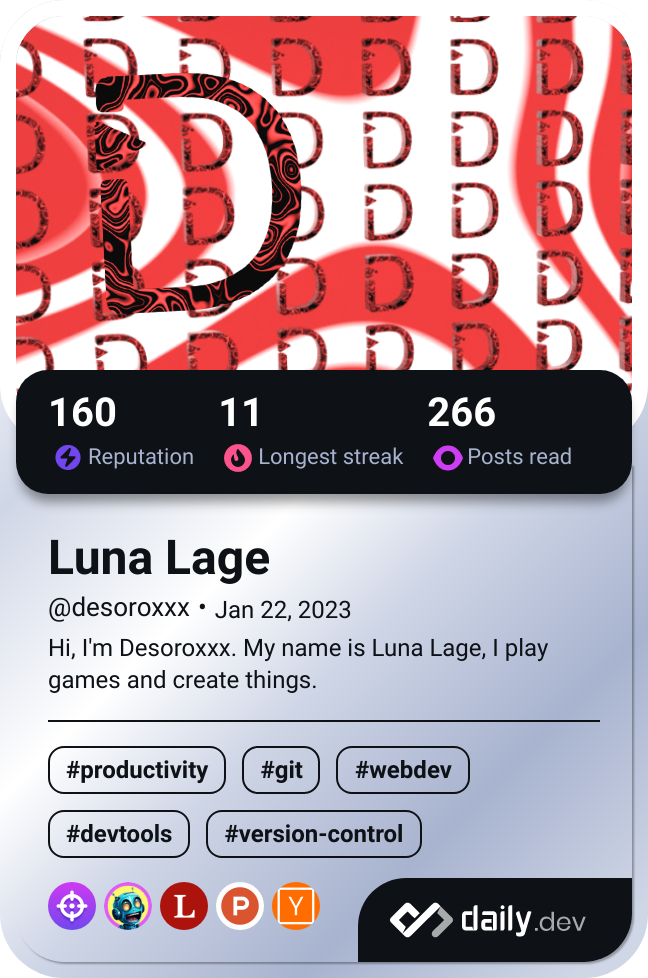 D
160
11
266
Reputation
Longest streak
Posts read
Luna Lage
@desoroxxx • Jan 22, 2023
Hi, I'm Desoroxxx. My name is Luna Lage, I play
games and create things.
#productivity
#git
#webdev
#devtools
#version-control
L
P
Y
daily.dev